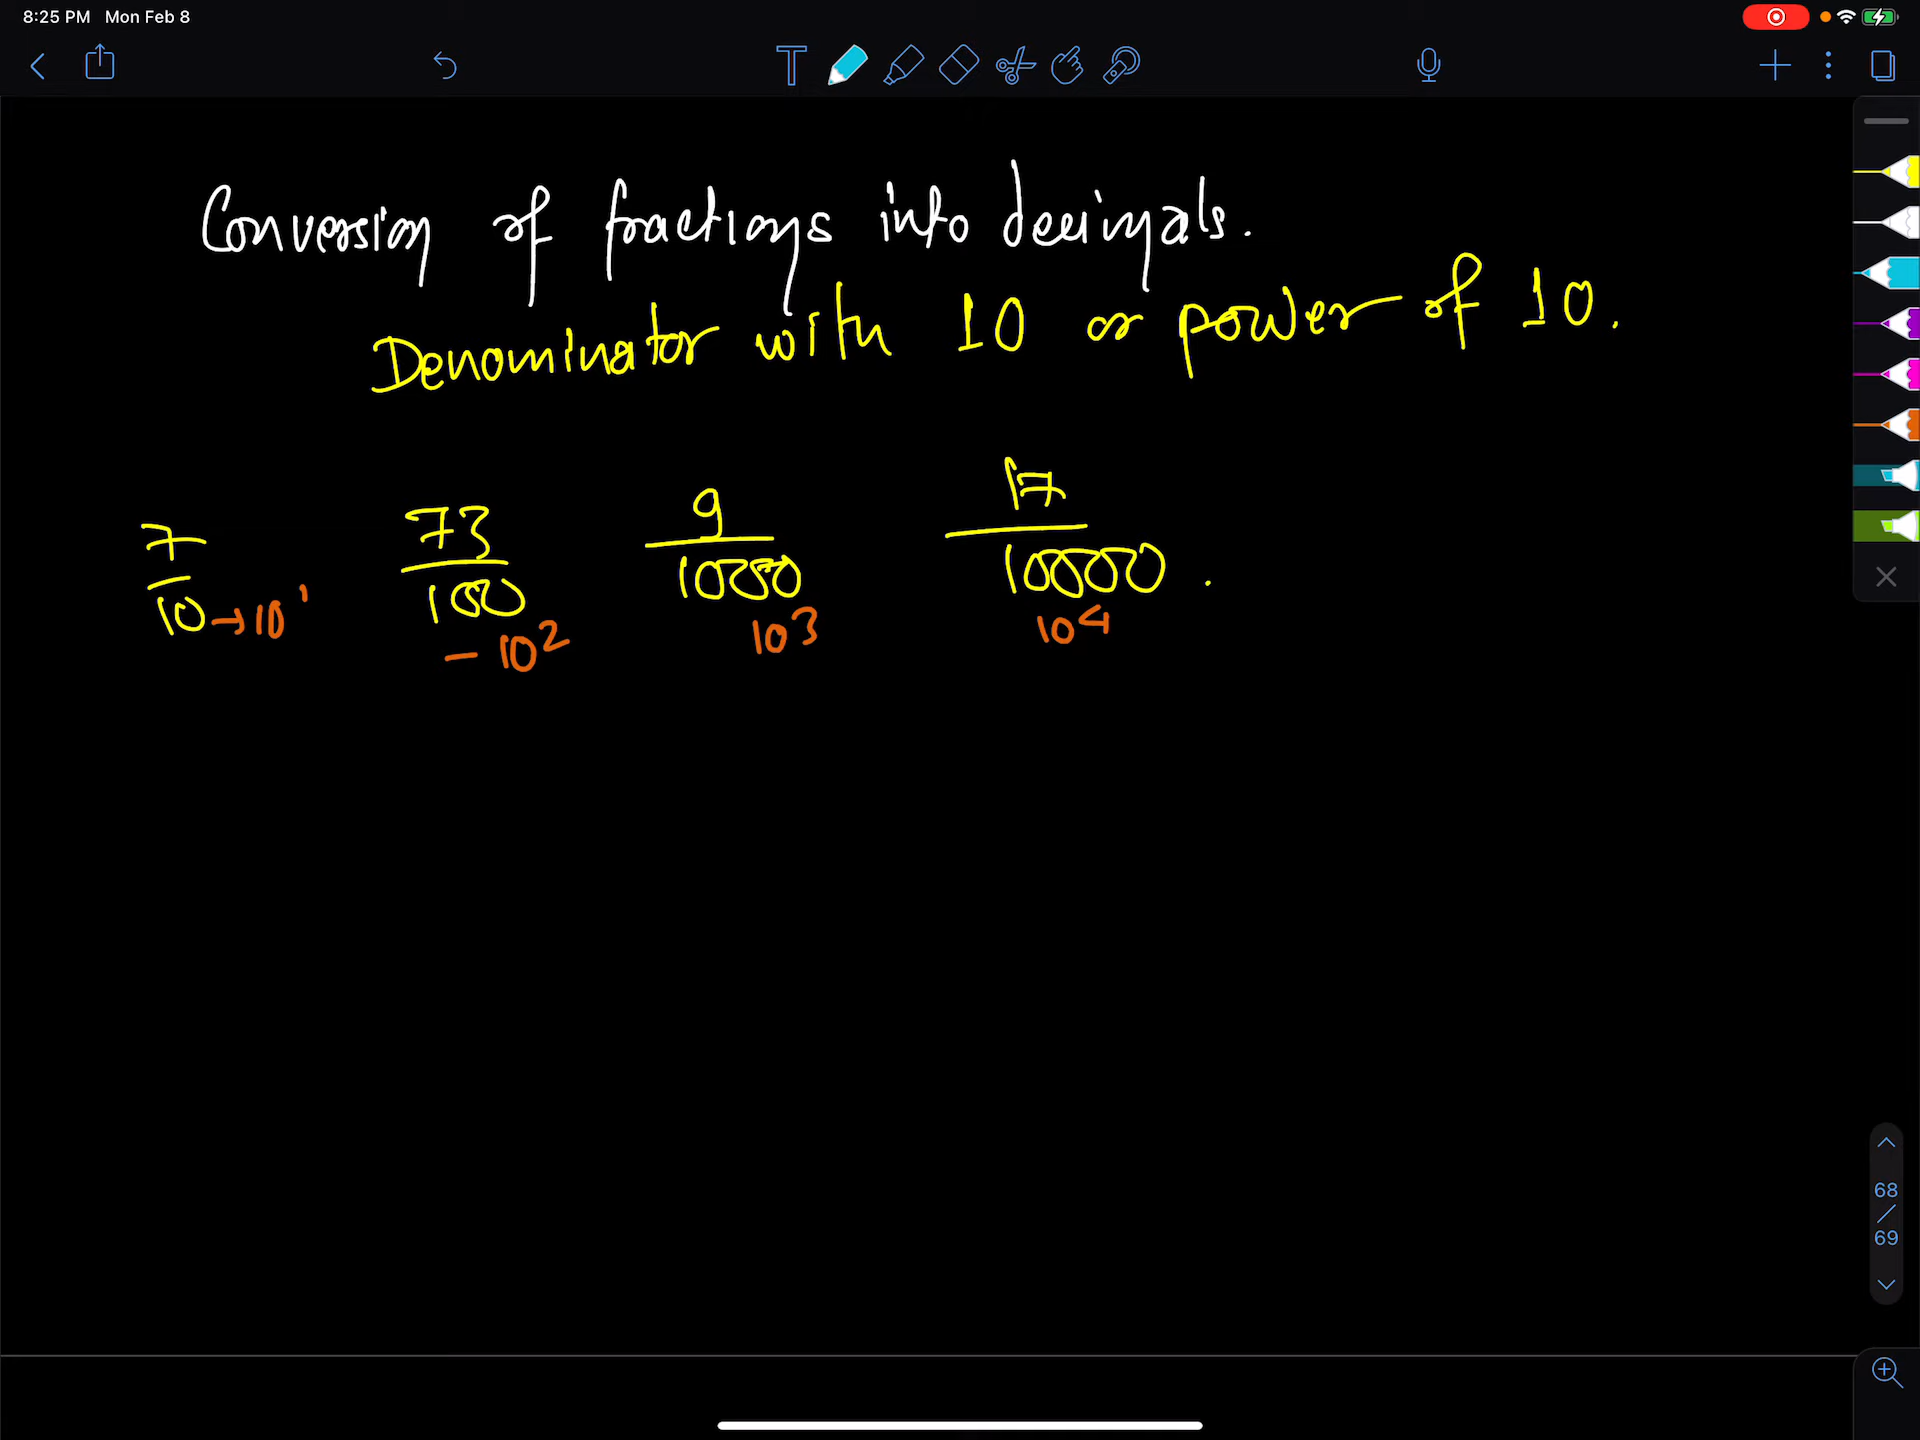 8:25 PM Mon Feb 8
T
Conversion of fractions into decimals.
Denominator with 10 or power of 10.
7/10 → 10¹
73/100 - 10²
9/1000 10³
17/10000 . 10⁴
68
/
69